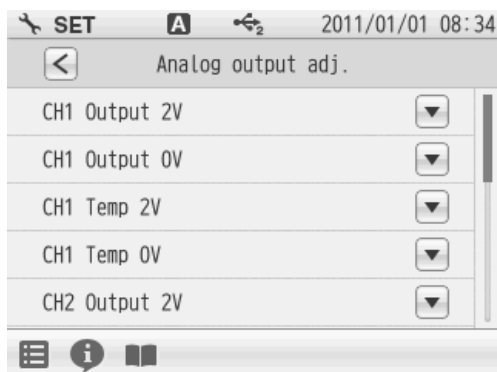 SET A 2 2011/01/01 08:34
Analog output adj.
CH1 Output 2V
CH1 Output 0V
CH1 Temp 2V
CH1 Temp 0V
CH2 Output 2V